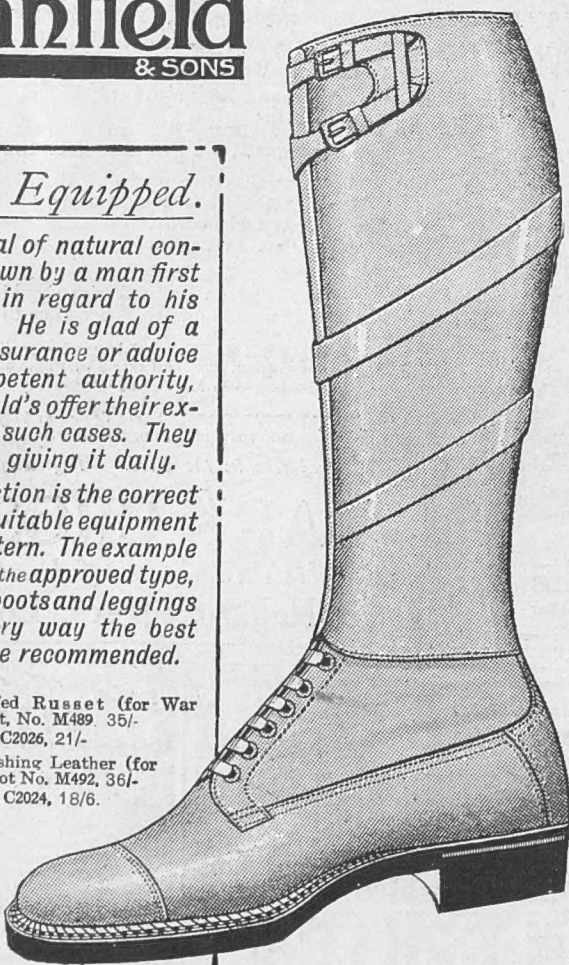 nfield
& SONS
Equipped.
al of natural con-
wn by a man first
in regard to his
He is glad of a
surance or advice
petent authority,
ld's offer their ex-
such cases. They
giving it daily.
ction is the correct
uitable equipment
tern. The example
the approved type,
boots and leggings
ry way the best
e recommended.
ed Russet (for War
t, No. M489. 35/-
C2026, 21/-
shing Leather (for
ot No. M492, 36/-
C2024, 18/6.